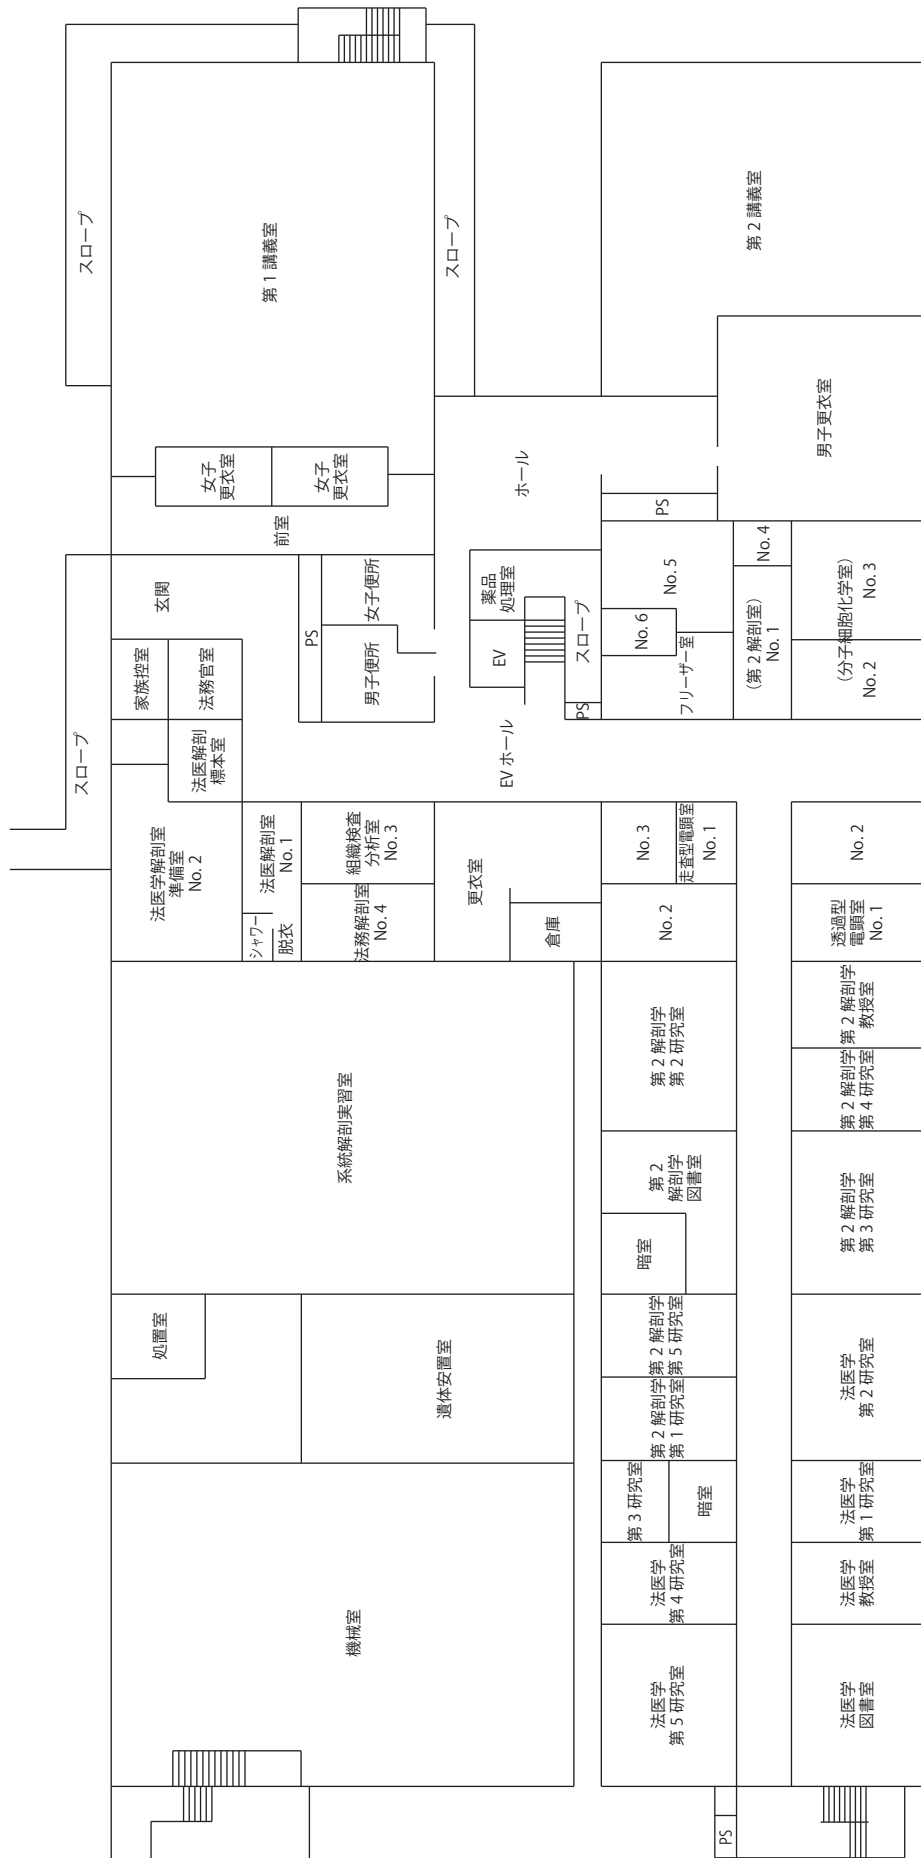 スロープ
第 1 講義室
スロープ
第 2 講義室
男子更衣室
女子
更衣室
女子
更衣室
前室
ホール
PS
玄関
PS
女子便所
男子便所
薬品
処理室
EV
スロープ
PS
No. 5
No. 6
フリーザー室
No. 4
（第 2 解剖室）
No. 1
（分子細胞化学室）
No. 3
No. 2
家族控室
法務官室
法医解剖
標本室
スロープ
EV ホール
法医学解剖室
準備室
No. 2
法医解剖室
No. 1
シャワー
脱衣
組織検査
分析室
No. 3
法務解剖室
No. 4
更衣室
倉庫
No. 3
走査型電顕室
No. 1
No. 2
No. 2
透過型
電顕室
No. 1
系統解剖実習室
第 2 解剖学
第 2 研究室
第 2 解剖学
教授室
第 2 解剖学
第 4 研究室
第 2
解剖学
図書室
暗室
第 2 解剖学
第 3 研究室
処置室
遺体安置室
第 2 解剖学
第 5 研究室
第 2 解剖学
第 1 研究室
法医学
第 2 研究室
機械室
第 3 研究室
暗室
法医学
第 1 研究室
法医学
第 4 研究室
法医学
教授室
法医学
第 5 研究室
法医学
図書室
PS